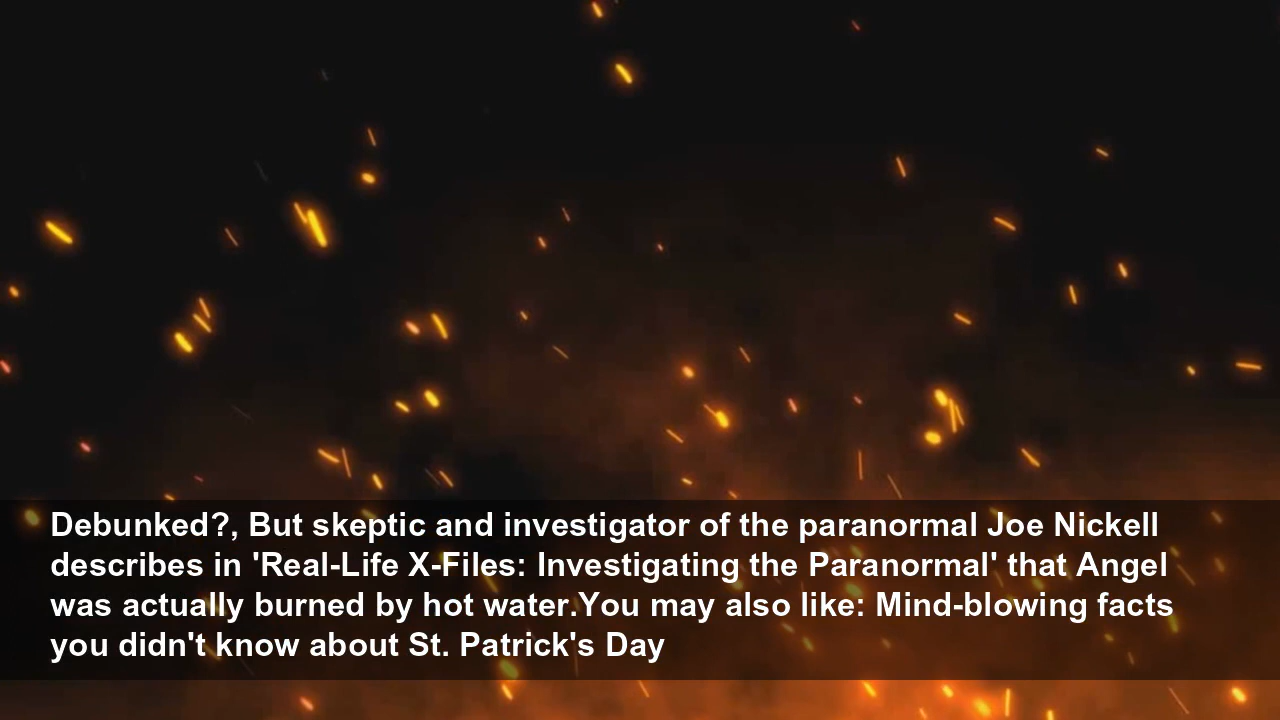 Debunked?, But skeptic and investigator of the paranormal Joe Nickell
describes in 'Real-Life X-Files: Investigating the Paranormal' that Angel
was actually burned by hot water.You may also like: Mind-blowing facts
you didn't know about St. Patrick's Day